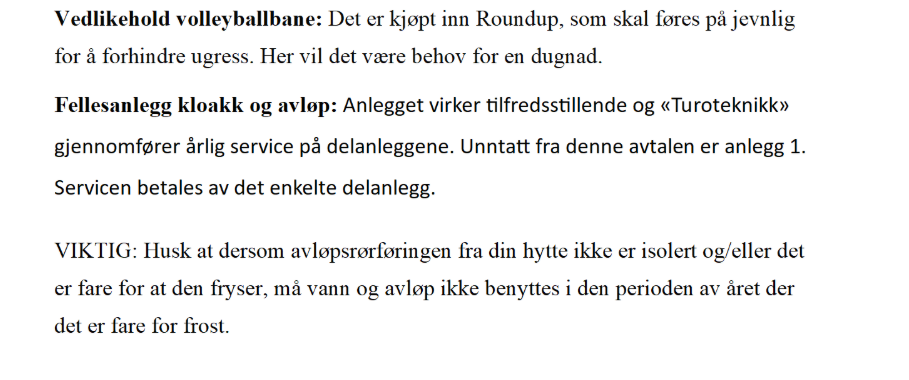 Vedlikehold volleyballbane: Det er kjøpt inn Roundup, som skal føres på jevnlig
for å forhindre ugress. Her vil det være behov for en dugnad.
Fellesanlegg kloakk og avløp: Anlegget virker tilfredsstillende og «Turoteknikk»
gjennomfører årlig service på delanleggene. Unntatt fra denne avtalen er anlegg 1.
Servicen betales av det enkelte delanlegg.
VIKTIG: Husk at dersom avløpsrørføringen fra din hytte ikke er isolert og/eller det
er fare for at den fryser, må vann og avløp ikke benyttes i den perioden av året der
det er fare for frost.